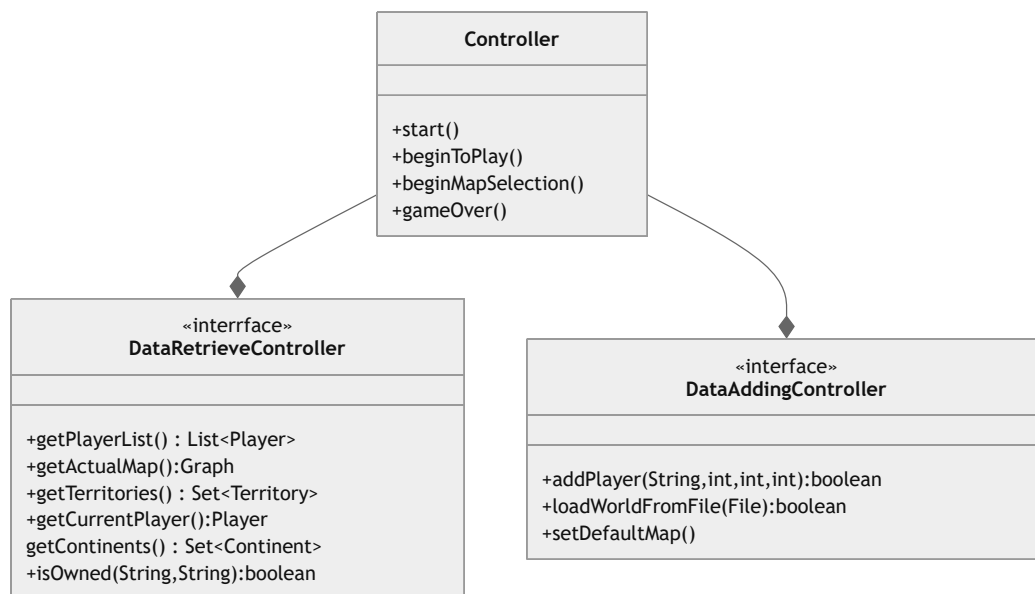 Controller
+start()
+beginToPlay()
+beginMapSelection()
+gameOver()
«interrface»
DataRetrieveController
+getPlayerList() : List<Player>
+getActualMap():Graph
+getTerritories() : Set<Territory>
+getCurrentPlayer():Player
getContinents() : Set<Continent>
+isOwned(String,String):boolean
«interface»
DataAddingController
+addPlayer(String,int,int,int):boolean
+loadWorldFromFile(File):boolean
+setDefaultMap()